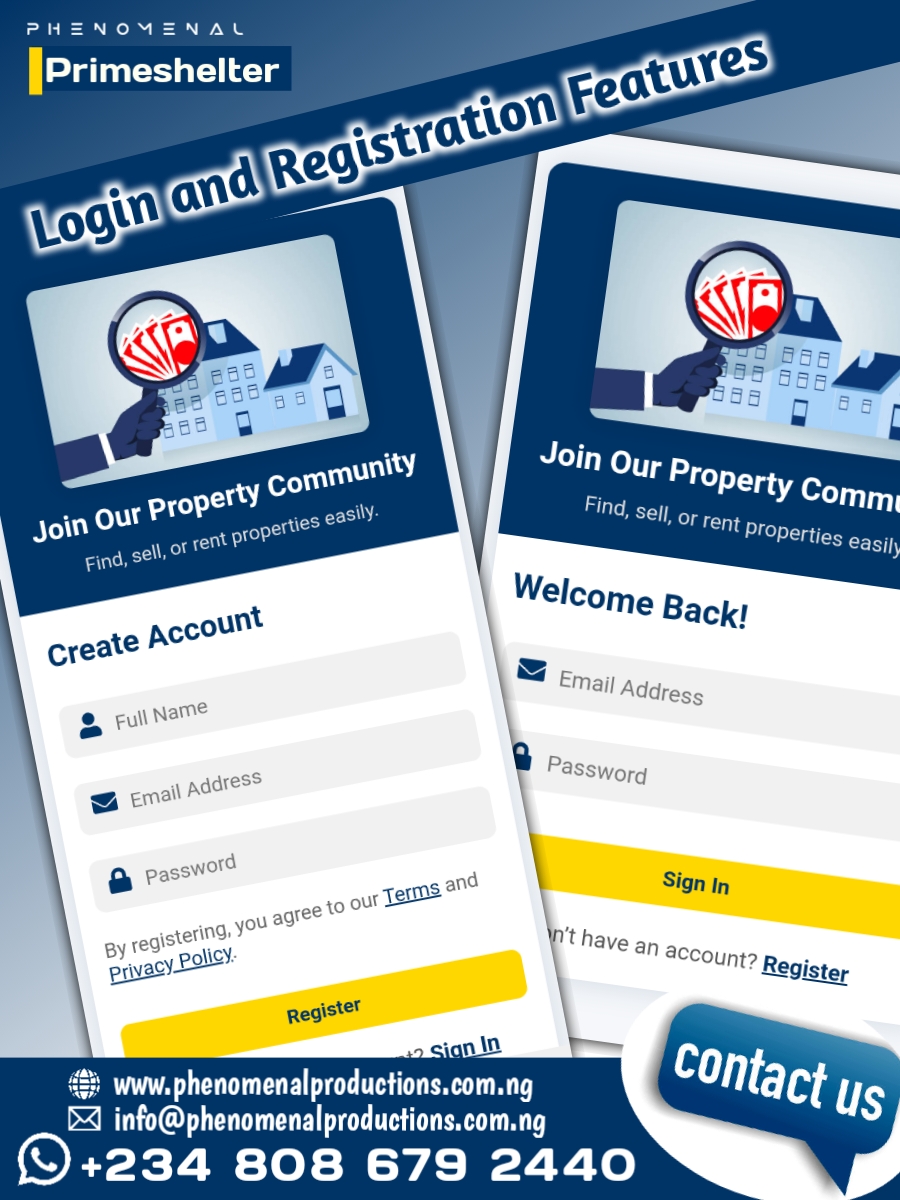 PHENOMENAL
Primeshelter
Login and Registration Features
Join Our Property Community
Find, sell, or rent properties easily.
Create Account
Full Name
Email Address
Password
By registering, you agree to our Terms and
Privacy Policy.
Register
Sign In
Join Our Property
Find, sell, or rent properties easily
Welcome Back!
Email Address
Password
Sign In
have an account? Register
contact us
www.phenomenalproductions.com.ng
info@phenomenalproductions.com.ng
+234 808 679 2440